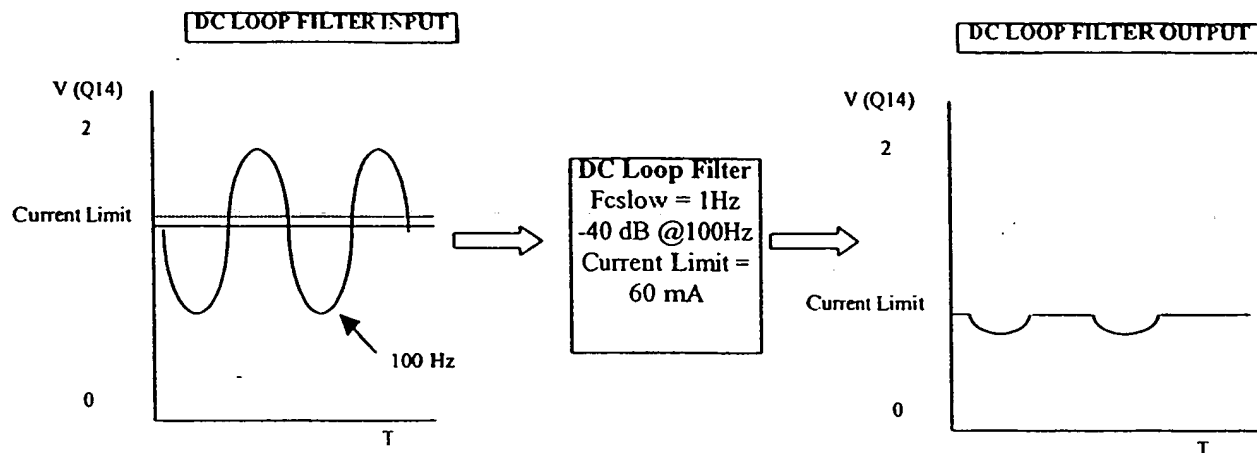 DC LOOP FILTER INPUT
V (Q14)
2
Current Limit
100 Hz
0
T
DC Loop Filter
Fcslow = 1Hz
-40 dB @100Hz
Current Limit =
60 mA
DC LOOP FILTER OUTPUT
V (Q14)
2
Current Limit
0
T